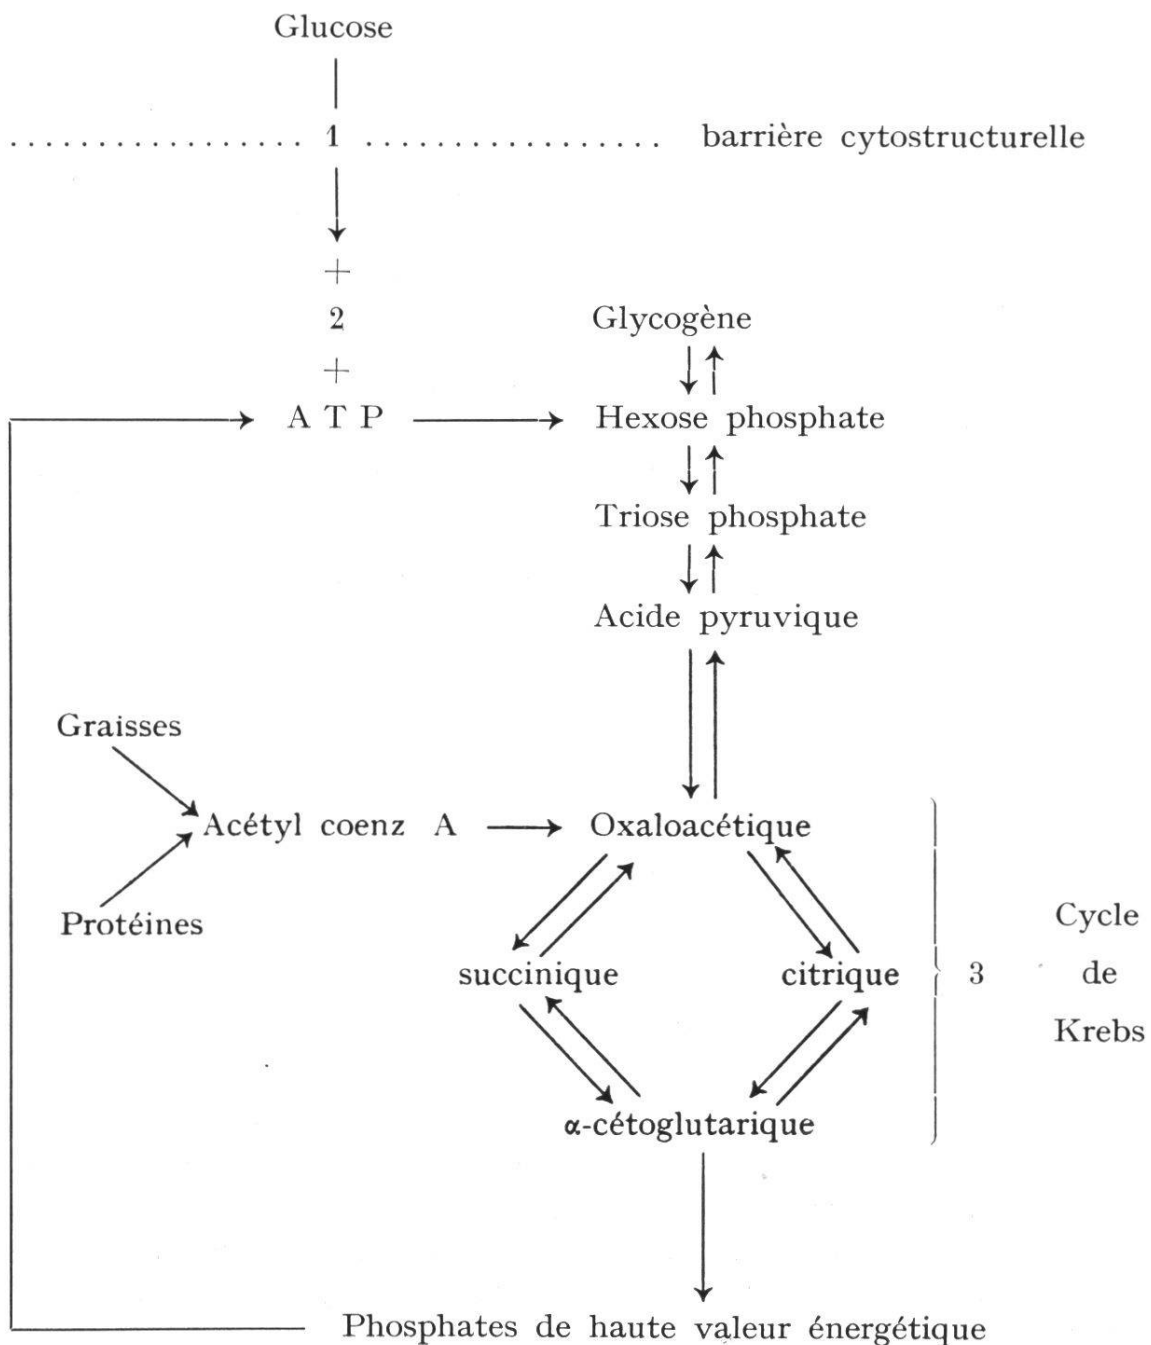 Glucose
1 barrière cytostructurelle
+
2 Glycogène
+
A T P Hexose phosphate
Triose phosphate
Acide pyruvique
Graisses
Acétyl coenz A Oxaloacétique
Protéines
succinique citrique 3
Cycle
de
Krebs
α-cétoglutarique
Phosphates de haute valeur énergétique